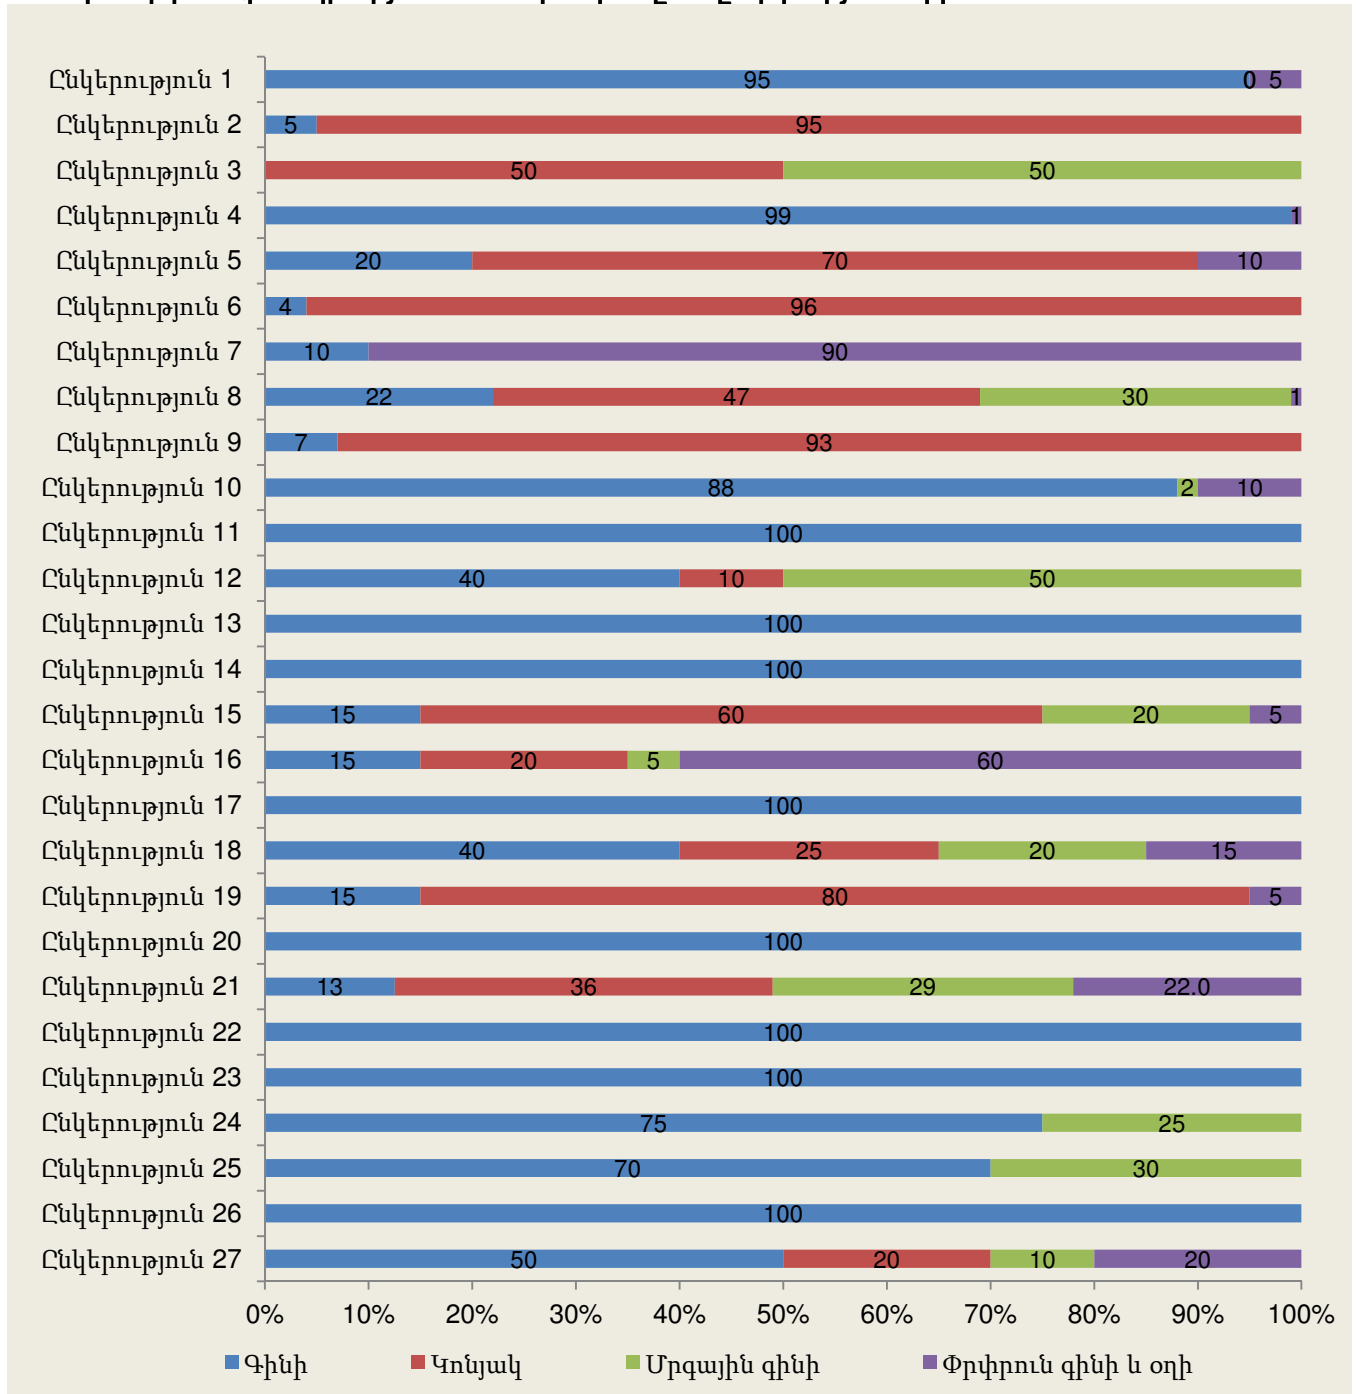 Ընկերություն 1 95 0 5
Ընկերություն 2 5 95
Ընկերություն 3 50 50
Ընկերություն 4 99 1
Ընկերություն 5 20 70 10
Ընկերություն 6 4 96
Ընկերություն 7 10 90
Ընկերություն 8 22 47 30 1
Ընկերություն 9 7 93
Ընկերություն 10 88 2 10
Ընկերություն 11 100
Ընկերություն 12 40 10 50
Ընկերություն 13 100
Ընկերություն 14 100
Ընկերություն 15 15 60 20 5
Ընկերություն 16 15 20 5 60
Ընկերություն 17 100
Ընկերություն 18 40 25 20 15
Ընկերություն 19 15 80 5
Ընկերություն 20 100
Ընկերություն 21 13 36 29 22.0
Ընկերություն 22 100
Ընկերություն 23 100
Ընկերություն 24 75 25
Ընկերություն 25 70 30
Ընկերություն 26 100
Ընկերություն 27 50 20 10 20
0% 10% 20% 30% 40% 50% 60% 70% 80% 90% 100%
Գինի Կոնյակ Մրգային գինի Փրփրուն գինի և օղի